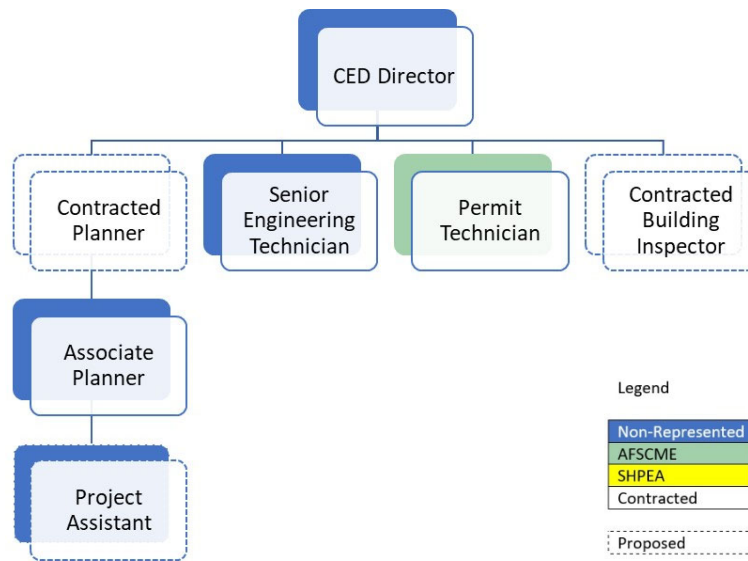 CED Director
Contracted
Planner
Senior
Engineering
Technician
Permit
Technician
Contracted
Building
Inspector
Associate
Planner
Project
Assistant
Legend
Non-Represented
AFSCME
SHPEA
Contracted
Proposed